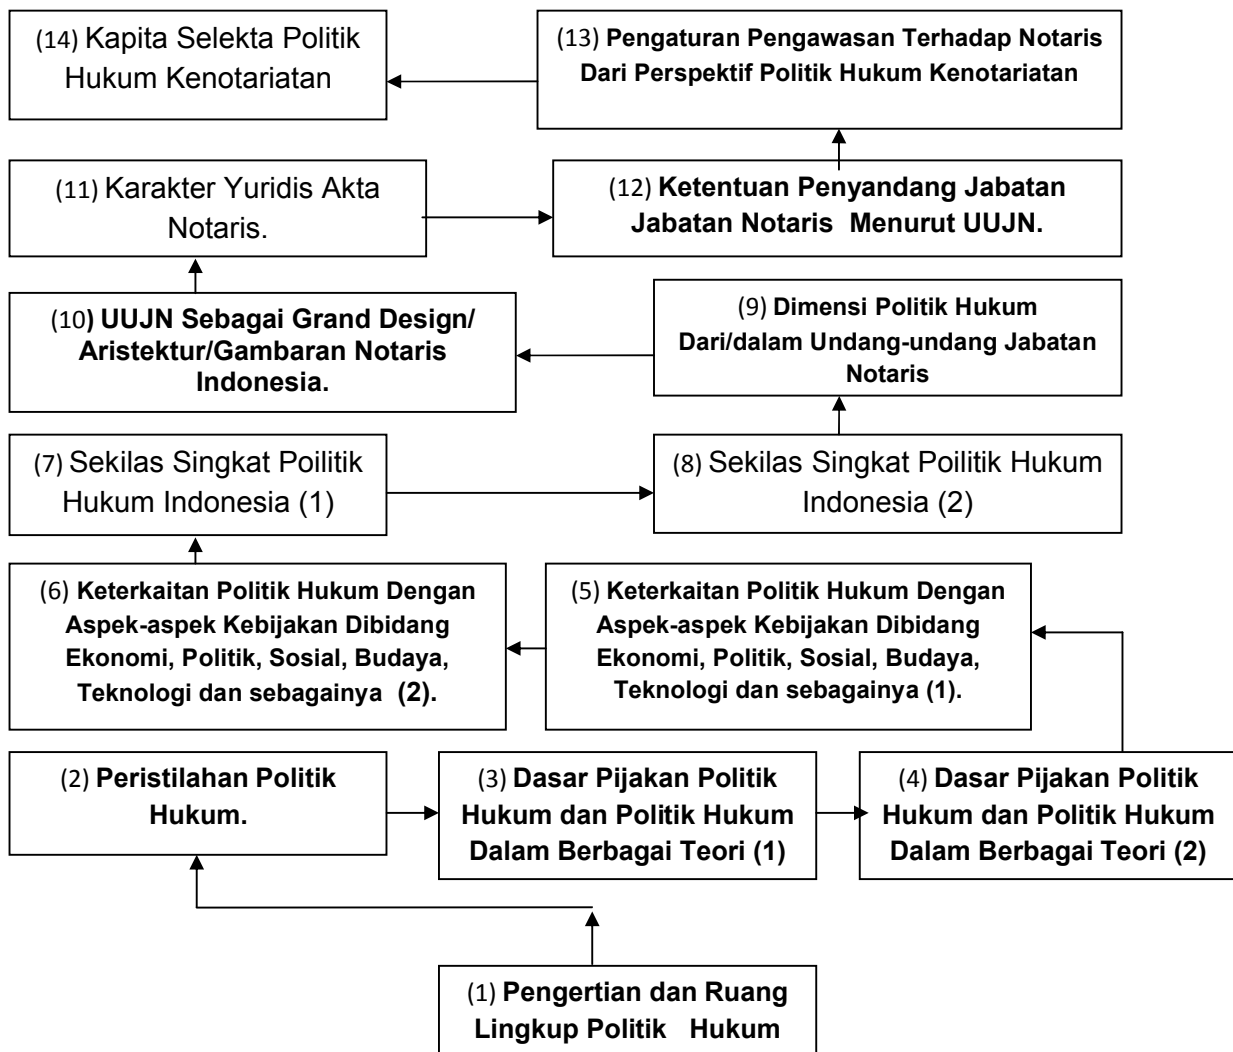 (14) Kapita Selekta Politik
Hukum Kenotariatan
(13) Pengaturan Pengawasan Terhadap Notaris
Dari Perspektif Politik Hukum Kenotariatan
(11) Karakter Yuridis Akta
Notaris.
(12) Ketentuan Penyandang Jabatan
Jabatan Notaris Menurut UUJN.
(10) UUJN Sebagai Grand Design/
Aristektur/Gambaran Notaris
Indonesia.
(9) Dimensi Politik Hukum
Dari/dalam Undang-undang Jabatan
Notaris
(7) Sekilas Singkat Poilitik
Hukum Indonesia (1)
(8) Sekilas Singkat Poilitik Hukum
Indonesia (2)
(6) Keterkaitan Politik Hukum Dengan
Aspek-aspek Kebijakan Dibidang
Ekonomi, Politik, Sosial, Budaya,
Teknologi dan sebagainya (2).
(5) Keterkaitan Politik Hukum Dengan
Aspek-aspek Kebijakan Dibidang
Ekonomi, Politik, Sosial, Budaya,
Teknologi dan sebagainya (1).
(2) Peristilahan Politik
Hukum.
(3) Dasar Pijakan Politik
Hukum dan Politik Hukum
Dalam Berbagai Teori (1)
(4) Dasar Pijakan Politik
Hukum dan Politik Hukum
Dalam Berbagai Teori (2)
(1) Pengertian dan Ruang
Lingkup Politik Hukum